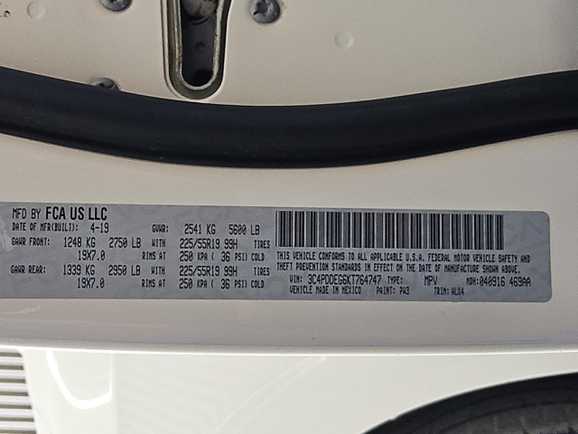 MFD BY FCA US LLC
DATE OF MFR(BUILT): 4-19 GVWR: 2541 KG 5600 LB
GAWR FRONT: 1248 KG 2750 LB WITH 225/55R19 99H TIRES
19X7.0 RIMS AT 250 KPA ( 36 PSI) COLD
GAWR REAR: 1339 KG 2950 LB WITH 225/55R19 99H TIRES
19X7.0 RIMS AT 250 KPA ( 36 PSI) COLD
THIS VEHICLE CONFORMS TO ALL APPLICABLE U.S.A. FEDERAL MOTOR VEHICLE SAFETY AND
THEFT PREVENTION STANDARDS IN EFFECT ON THE DATE OF MANUFACTURE SHOWN ABOVE.
VIN: 3C4PDDEG6KT764747 TYPE: MPV MDH:040916 469AA
VEHICLE MADE IN MEXICO PAINT: PA3 TRIM:ALX4